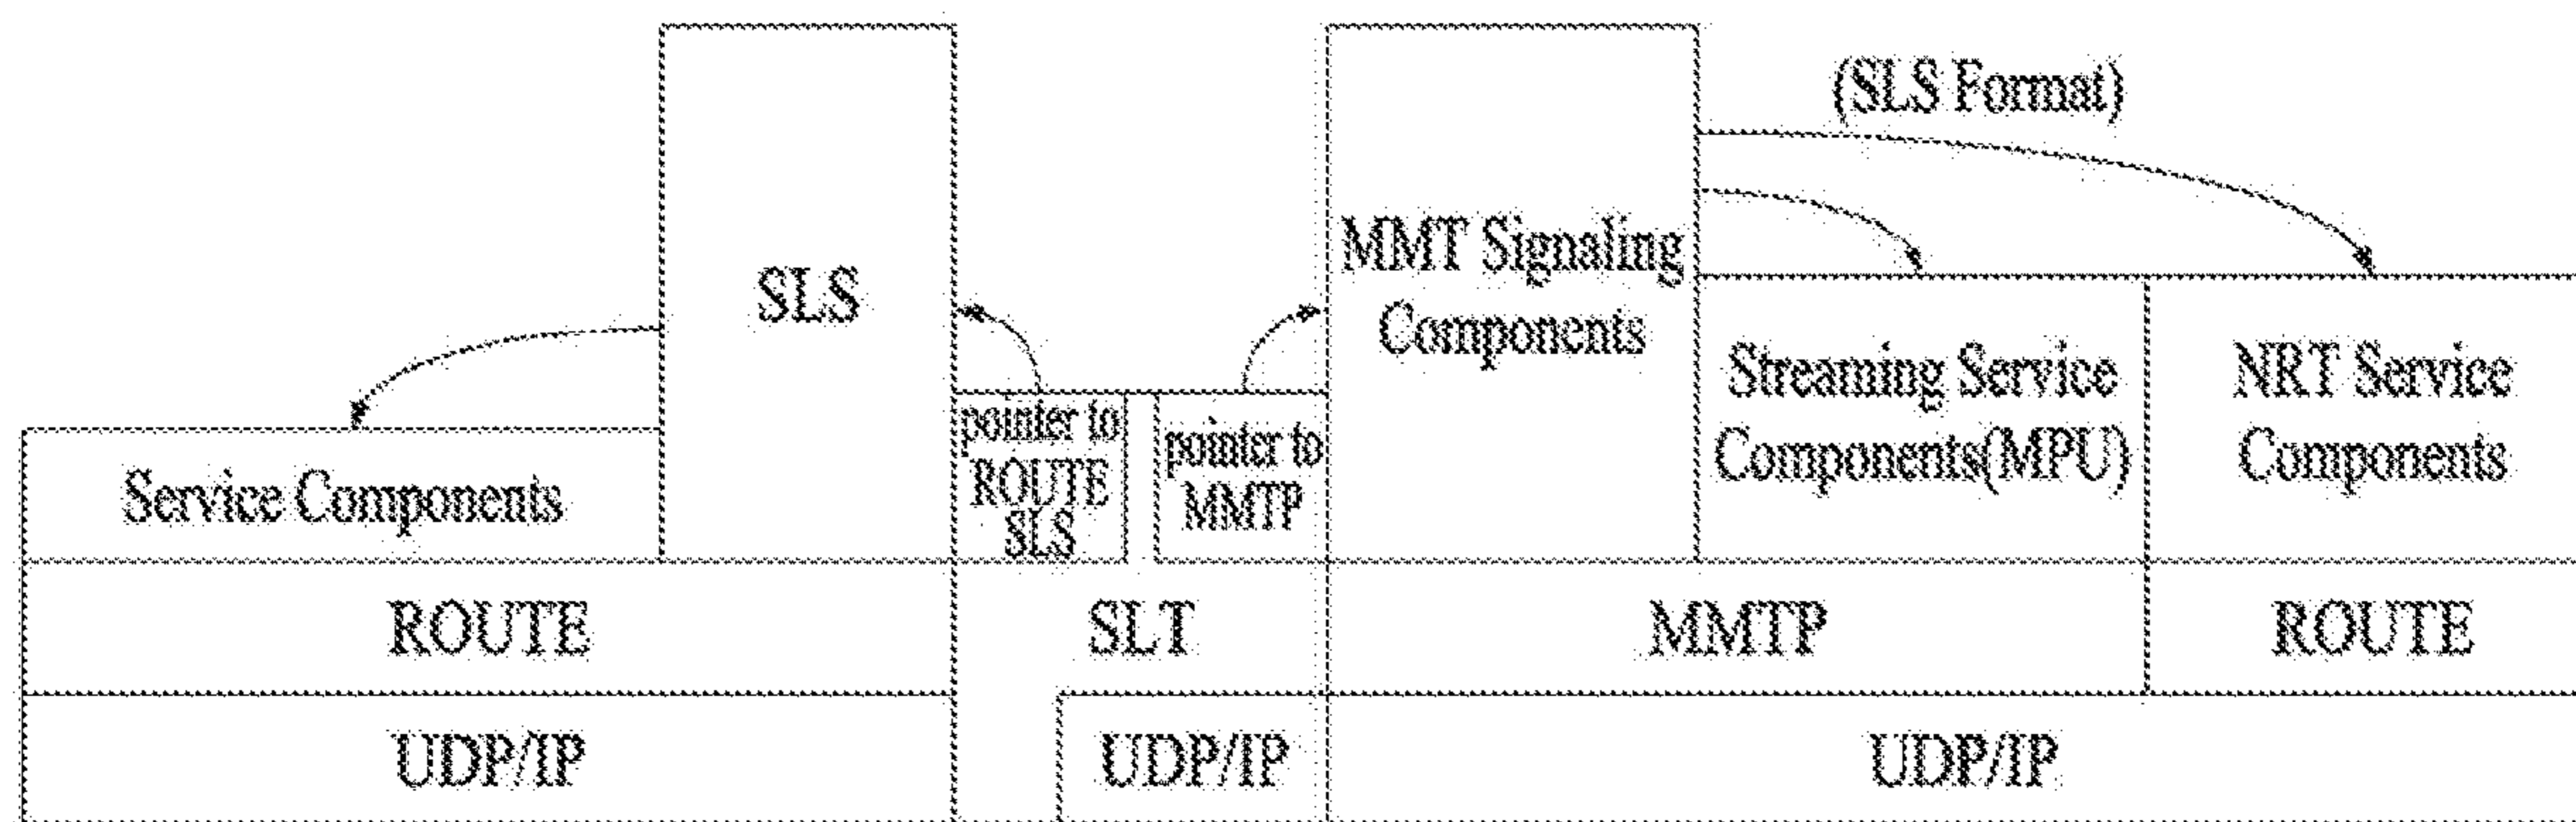 (SLS Format)
SLS
MMT Signaling
Components
Service Components
pointer to
ROUTE
SLS
pointer to
MMTP
Streaming Service
Components(MPU)
NRT Service
Components
ROUTE
SLT
MMTP
ROUTE
UDP/IP
UDP/IP
UDP/IP